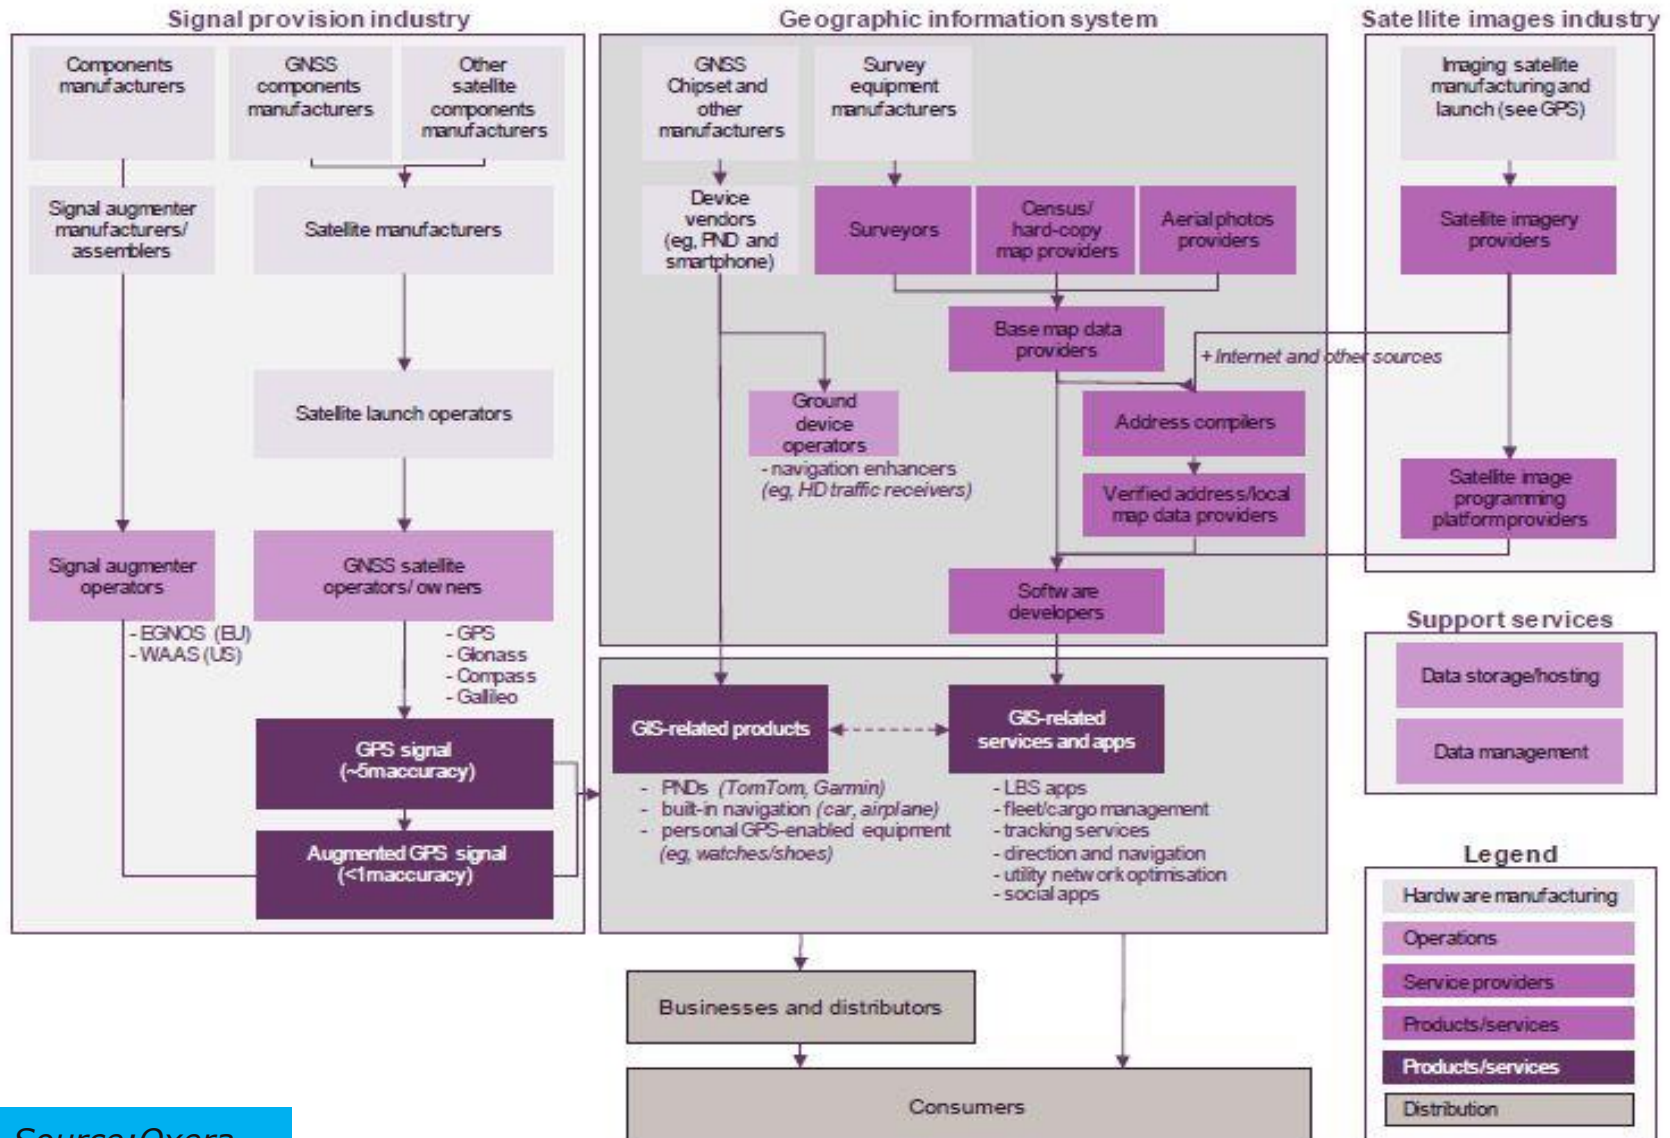 Signal provision industry
Components
manufacturers
GNSS
components
manufacturers
Other
satellite
components
manufacturers
Signal augmenter
manufacturers/
assemblers
Satellite manufacturers
Satellite launch operators
Signal augmenter
operators
GNSS satellite
operators/ owners
- EGNOS (EU)
- WAAS (US)
- GPS
- Glonass
- Compass
- Gallileo
GPS signal
(~5m accuracy)
Augmented GPS signal
(<1m accuracy)
Geographic information system
GNSS
Chipset and
other
manufacturers
Survey
equipment
manufacturers
Device
vendors
(eg, PND and
smartphone)
Surveyors
Census/
hard-copy
map providers
Aerial photos
providers
Base map data
providers
+ Internet and other sources
Ground
device
operators
- navigation enhancers
(eg, HD traffic receivers)
Address compilers
Verified address/local
map data providers
Software
developers
GIS-related products
GIS-related
services and apps
- PNDs (TomTom, Garmin)
- built-in navigation (car, airplane)
- personal GPS-enabled equipment
(eg, watches/shoes)
- LBS apps
- fleet/cargo management
- tracking services
- direction and navigation
- utility network optimisation
- social apps
Businesses and distributors
Consumers
Satellite images industry
Imaging satellite
manufacturing and
launch (see GPS)
Satellite imagery
providers
Satellite image
programming
platform providers
Support services
Data storage/hosting
Data management
Legend
Hardware manufacturing
Operations
Service providers
Products/services
Products/services
Distribution
Source:Oxera